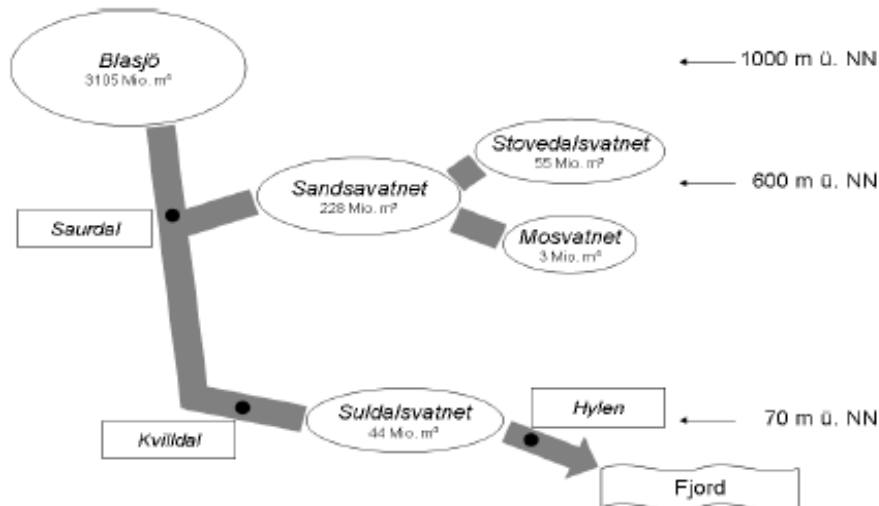 Blasjö
3105 Mio. m³
1000 m ü. NN
Stovedalsvatnet
55 Mio. m³
600 m ü. NN
Sandsavatnet
228 Mio. m³
Saurdal
Mosvatnet
3 Mio. m³
Suldalsvatnet
44 Mio. m³
Hylen
70 m ü. NN
Kvilldal
Fjord